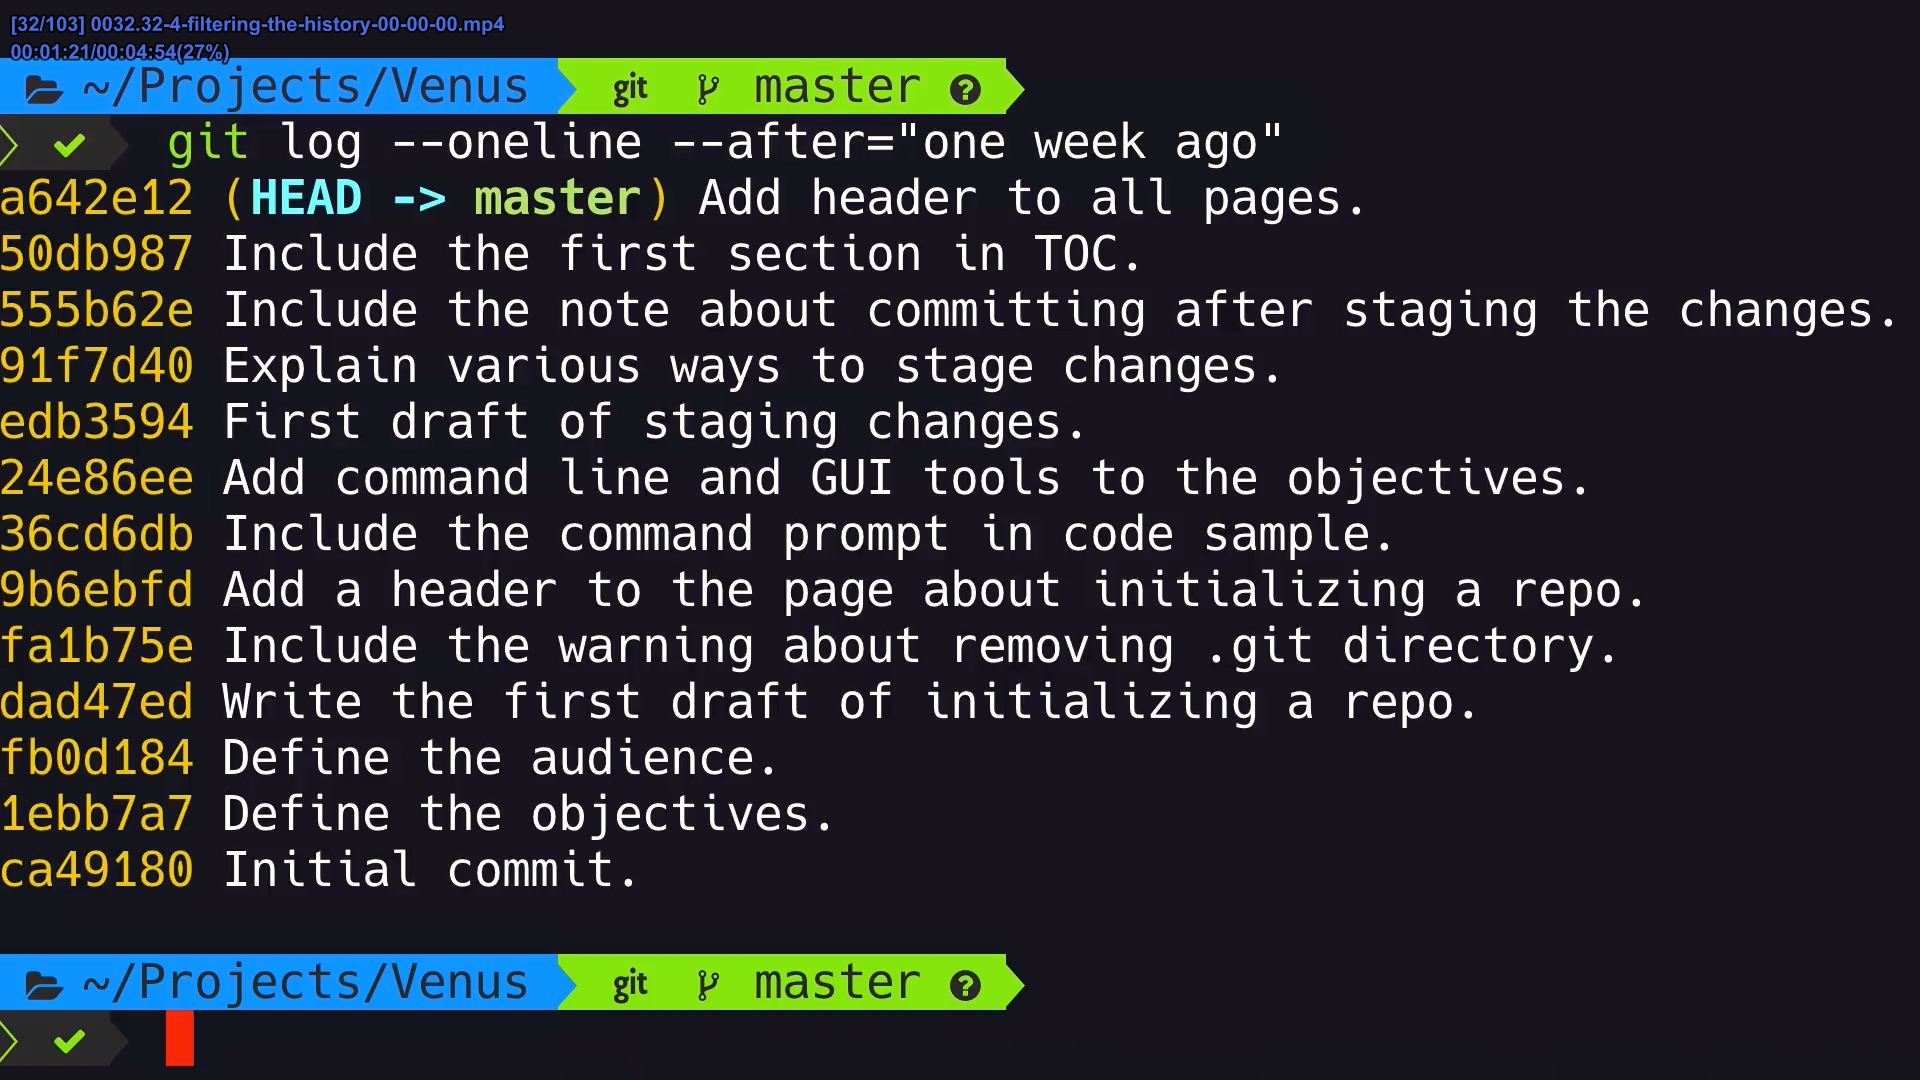 [32/103] 0032.32-4-filtering-the-history-00-00-00.mp4
00:01:21/00:04:54(27%)
~/Projects/Venus git master ?
git log --oneline --after="one week ago"
a642e12 (HEAD -> master) Add header to all pages.
50db987 Include the first section in TOC.
555b62e Include the note about committing after staging the changes.
91f7d40 Explain various ways to stage changes.
edb3594 First draft of staging changes.
24e86ee Add command line and GUI tools to the objectives.
36cd6db Include the command prompt in code sample.
9b6ebfd Add a header to the page about initializing a repo.
fa1b75e Include the warning about removing .git directory.
dad47ed Write the first draft of initializing a repo.
fb0d184 Define the audience.
1ebb7a7 Define the objectives.
ca49180 Initial commit.
~/Projects/Venus git master ?